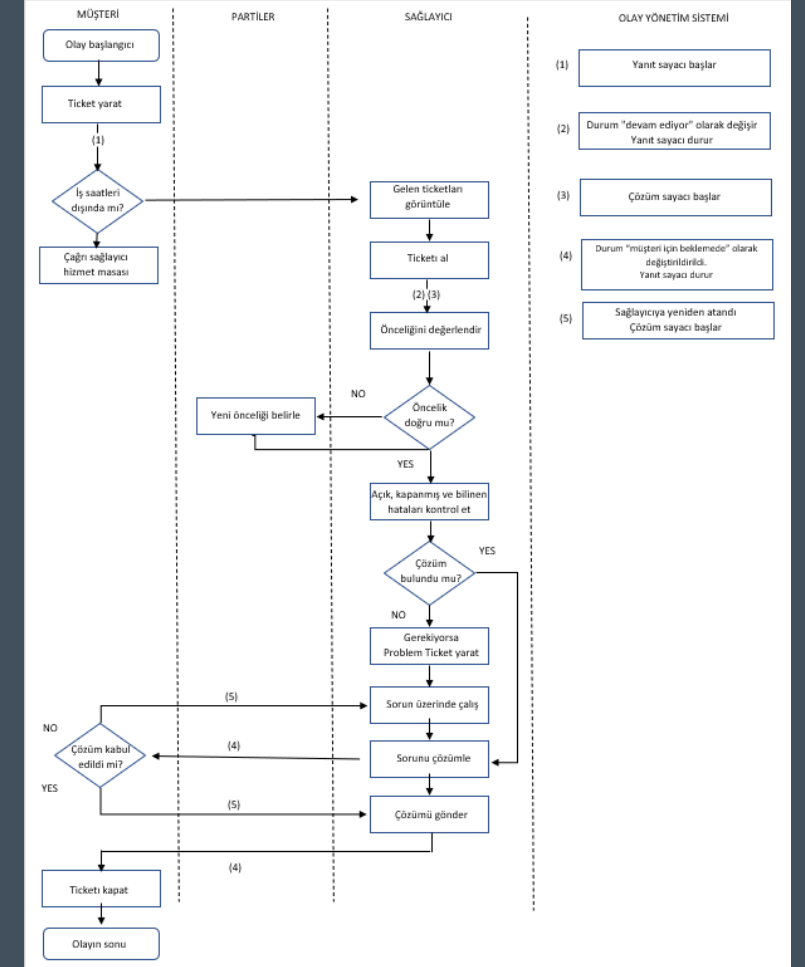 MÜŞTERİ
PARTİLER
SAĞLAYICI
OLAY YÖNETİM SİSTEMİ
Olay başlangıcı
Ticket yarat
(1)
İş saatleri
dışında mı?
Çağrı sağlayıcı
hizmet masası
Gelen ticketları
görüntüle
Ticketı al
(2) (3)
Önceliğini değerlendir
NO
Öncelik
doğru mu?
Yeni önceliği belirle
YES
Açık, kapanmış ve bilinen
hataları kontrol et
YES
Çözüm
bulundu mu?
NO
Gerekiyorsa
Problem Ticket yarat
(5)
Sorun üzerinde çalış
NO
Çözüm kabul
edildi mi?
(4)
Sorunu çözümle
YES
(5)
Çözümü gönder
(4)
Ticketı kapat
Olayın sonu
(1)
Yanıt sayacı başlar
(2)
Durum "devam ediyor" olarak değişir
Yanıt sayacı durur
(3)
Çözüm sayacı başlar
(4)
Durum "müşteri için beklemede" olarak
değiştirildirildi.
Yanıt sayacı durur
(5)
Sağlayıcıya yeniden atandı
Çözüm sayacı başlar